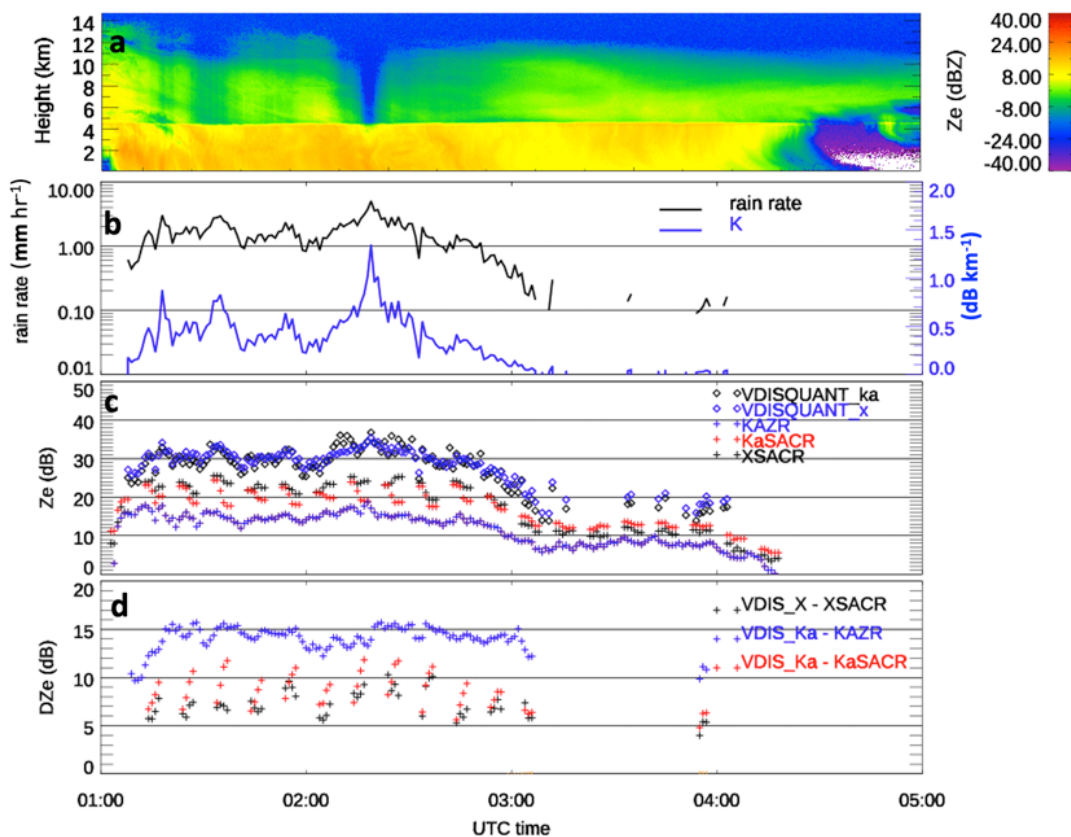 a
14
12
10
8
6
4
2
Height (km)
40.00
24.00
8.00
-8.00
-24.00
-40.00
Ze (dBZ)
b
10.00
1.00
0.10
0.01
rain rate (mm hr-1)
rain rate
K
2.0
1.5
1.0
0.5
0.0
(dB km-1)
c
50
40
30
20
10
0
Ze (dB)
VDISQUANT_ka
VDISQUANT_x
KAZR
KaSACR
XSACR
d
20
15
10
5
0
DZe (dB)
VDIS_X - XSACR
VDIS_Ka - KAZR
VDIS_Ka - KaSACR
01:00 02:00 03:00 04:00 05:00
UTC time